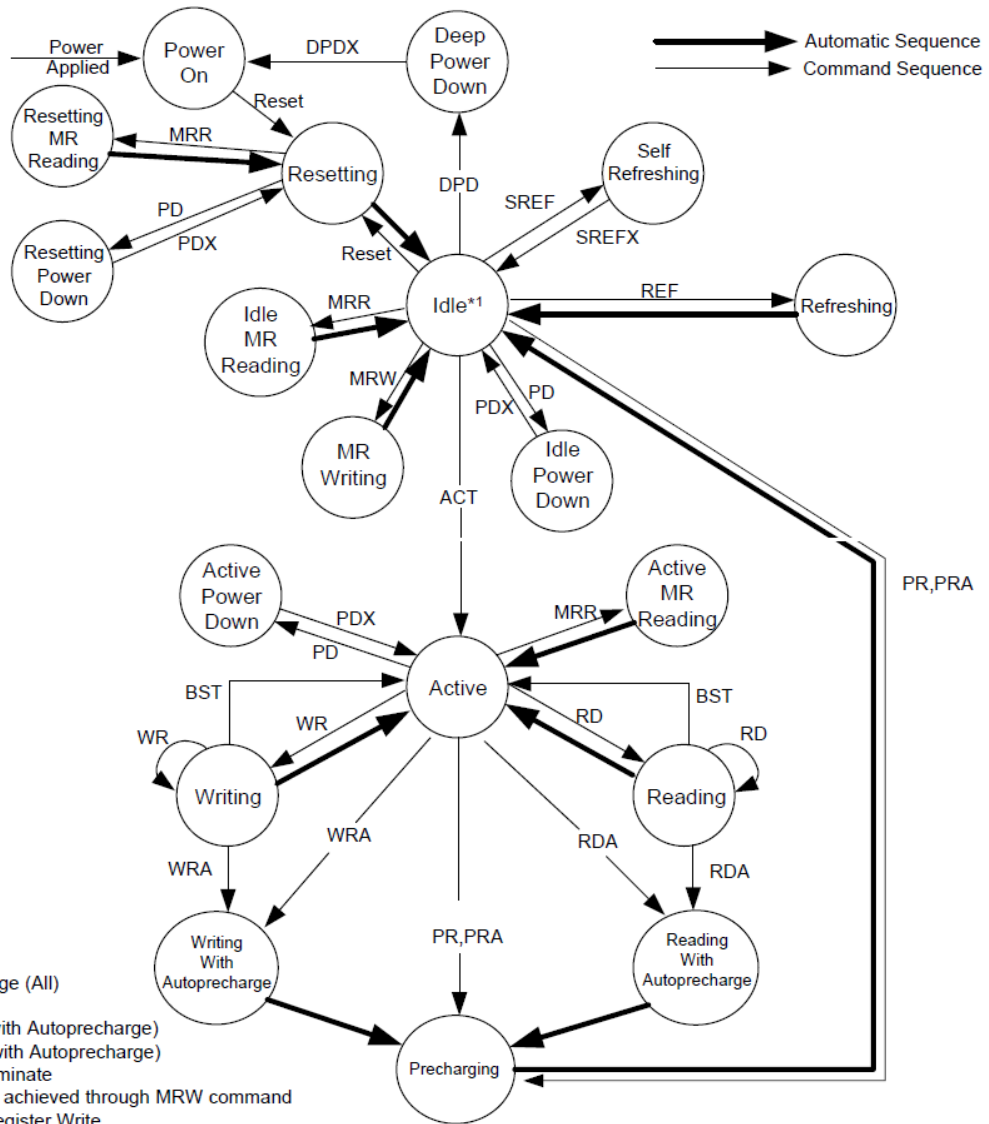 Power
Applied
Power
On
DPDX
Deep
Power
Down
Automatic Sequence
Command Sequence
Reset
Resetting
MR
Reading
MRR
Resetting
DPD
Self
Refreshing
SREF
SREFX
PD
PDX
Resetting
Power
Down
Reset
Idle*1
REF
Refreshing
Idle
MR
Reading
MRR
MRW
PD
PDX
MR
Writing
Idle
Power
Down
ACT
PR,PRA
Active
Power
Down
PDX
PD
Active
MR
Reading
MRR
Active
BST
BST
WR
RD
WR
RD
Writing
Reading
WRA
RDA
WRA
RDA
PR,PRA
Writing
With
Autoprecharge
Reading
With
Autoprecharge
Precharging
ge (All)
with Autoprecharge)
with Autoprecharge)
minate
achieved through MRW command
egister Write